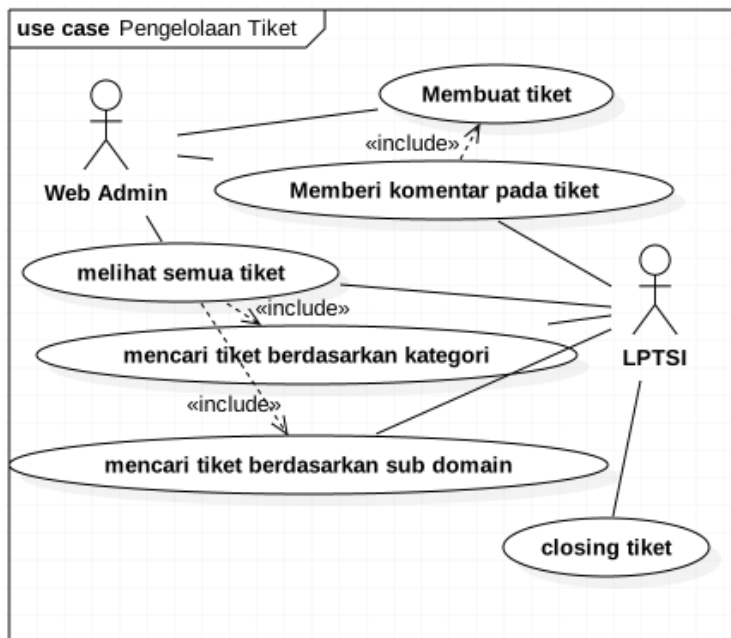 use case Pengelolaan Tiket
Membuat tiket
«include»
Web Admin
Memberi komentar pada tiket
melihat semua tiket
«include»
mencari tiket berdasarkan kategori
LPTSI
«include»
mencari tiket berdasarkan sub domain
closing tiket